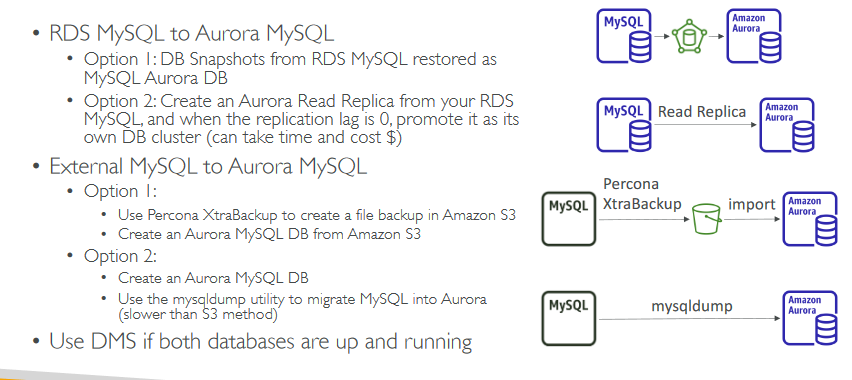 • RDS MySQL to Aurora MySQL
• Option 1: DB Snapshots from RDS MySQL restored as
MySQL Aurora DB
• Option 2: Create an Aurora Read Replica from your RDS
MySQL, and when the replication lag is 0, promote it as its
own DB cluster (can take time and cost $)
• External MySQL to Aurora MySQL
• Option 1:
• Use Percona XtraBackup to create a file backup in Amazon S3
• Create an Aurora MySQL DB from Amazon S3
• Option 2:
• Create an Aurora MySQL DB
• Use the mysqldump utility to migrate MySQL into Aurora
(slower than S3 method)
• Use DMS if both databases are up and running
MySQL
Amazon
Aurora
MySQL
Read Replica
Amazon
Aurora
MySQL
Percona
XtraBackup
import
Amazon
Aurora
MySQL
mysqldump
Amazon
Aurora